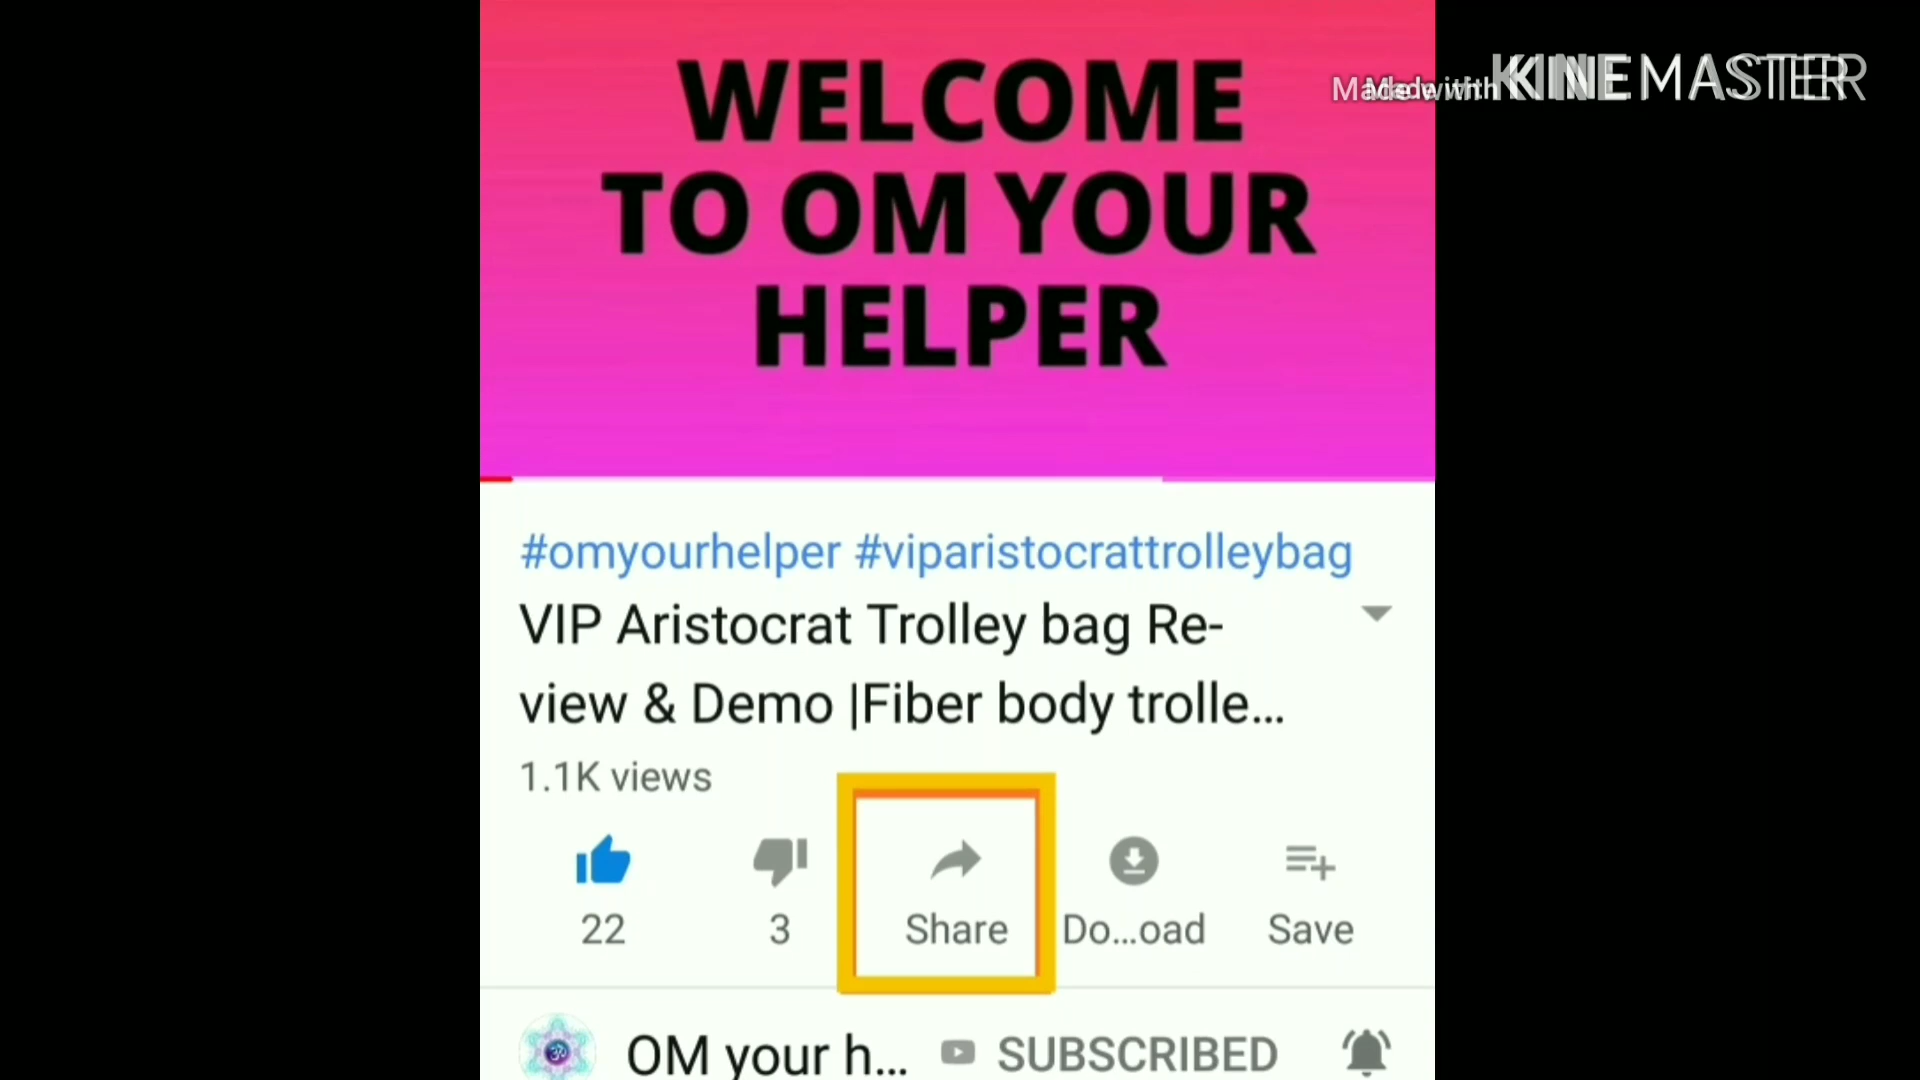 WELCOME
TO OM YOUR
HELPER
Made with KINEMASTER
#omyourhelper #viparistocrattrolleybag
VIP Aristocrat Trolley bag Re-
view & Demo |Fiber body trolle...
1.1K views
22
3
Share
Do...oad
Save
OM your h...
SUBSCRIBED